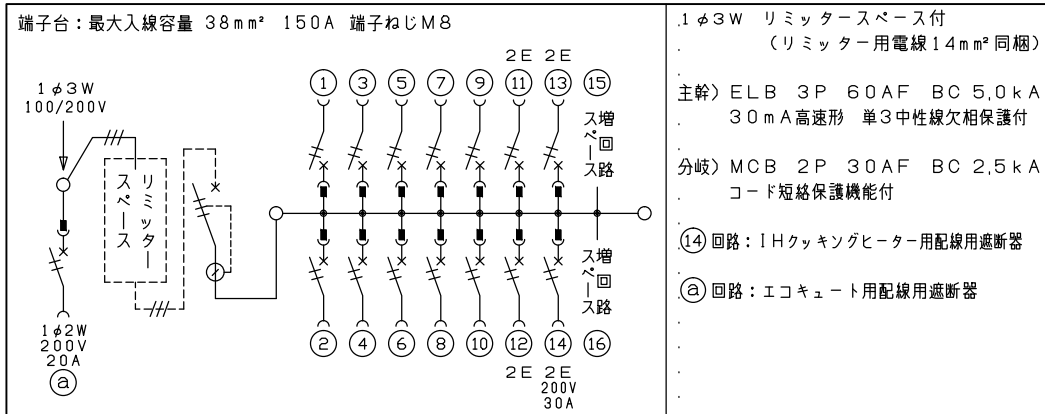 端子台：最大入線容量 38mm² 150A 端子ねじM8
1φ3W
100/200V
リミッター
スペース
1φ2W
200V
20A
ⓐ
2E 2E
① ③ ⑤ ⑦ ⑨ ⑪ ⑬ ⑮
増回路
スペース
増回路
スペース
② ④ ⑥ ⑧ ⑩ ⑫ ⑭ ⑯
2E 2E
200V
30A
1φ3W リミッタースペース付
（リミッター用電線14mm²同梱）
主幹）ELB 3P 60AF BC 5,0kA
30mA高速形 単3中性線欠相保護付
分岐）MCB 2P 30AF BC 2,5kA
コード短絡保護機能付
⑭回路：IHクッキングヒーター用配線用遮断器
ⓐ回路：エコキュート用配線用遮断器